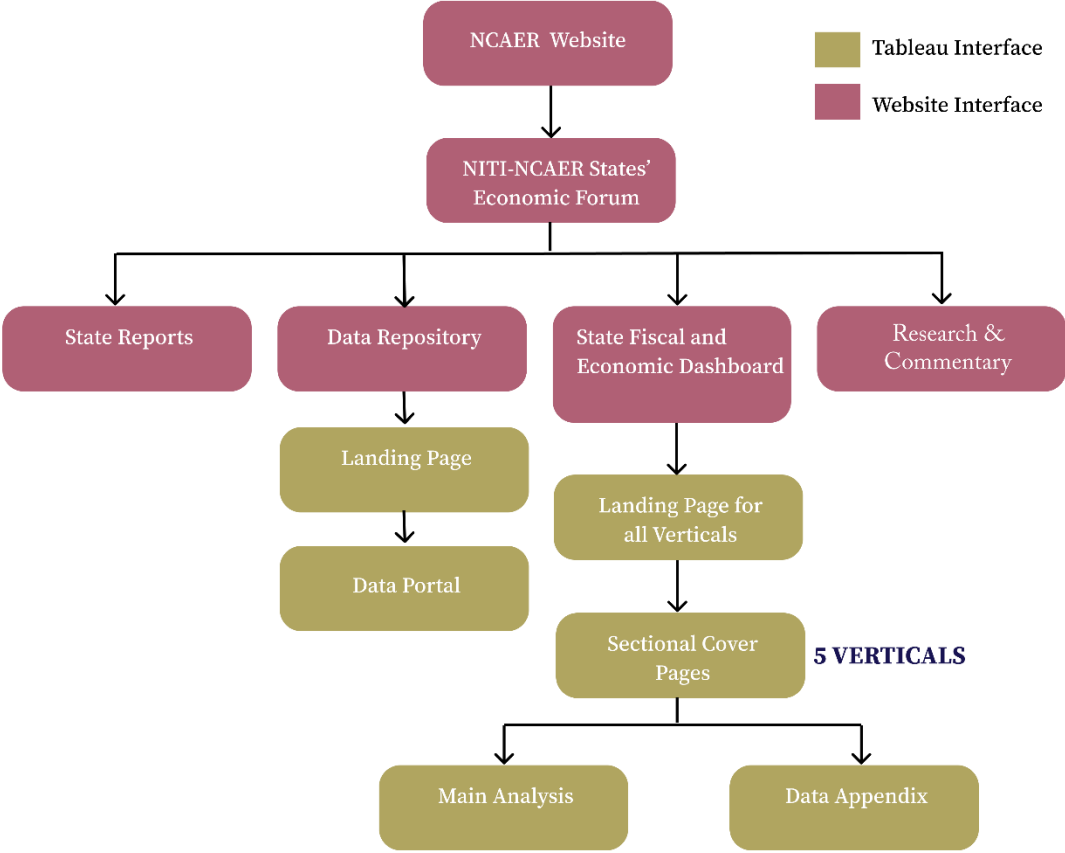 NCAER Website
Tableau Interface
Website Interface
NITI-NCAER States'
Economic Forum
State Reports
Data Repository
State Fiscal and
Economic Dashboard
Research &
Commentary
Landing Page
Landing Page for
all Verticals
Data Portal
Sectional Cover
Pages
5 VERTICALS
Main Analysis
Data Appendix